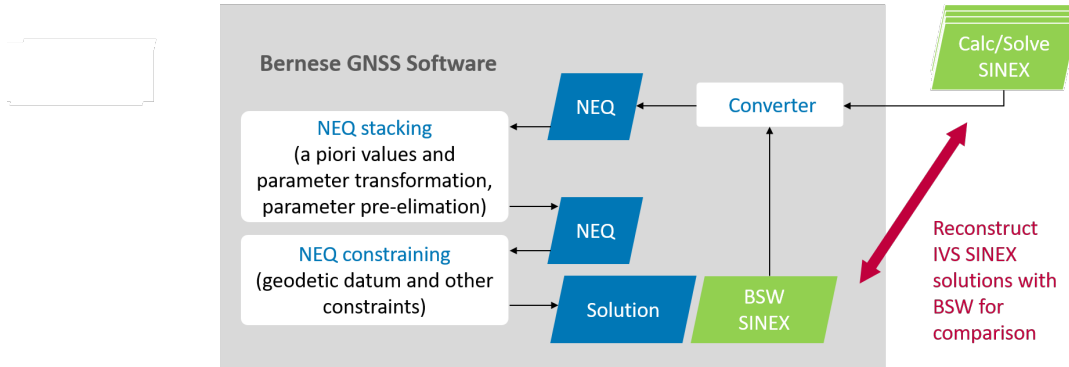 Bernese GNSS Software
Calc/Solve
SINEX
NEQ
Converter
NEQ stacking
(a piori values and
parameter transformation,
parameter pre-elimation)
NEQ
NEQ constraining
(geodetic datum and other
constraints)
Solution
BSW
SINEX
Reconstruct
IVS SINEX
solutions with
BSW for
comparison